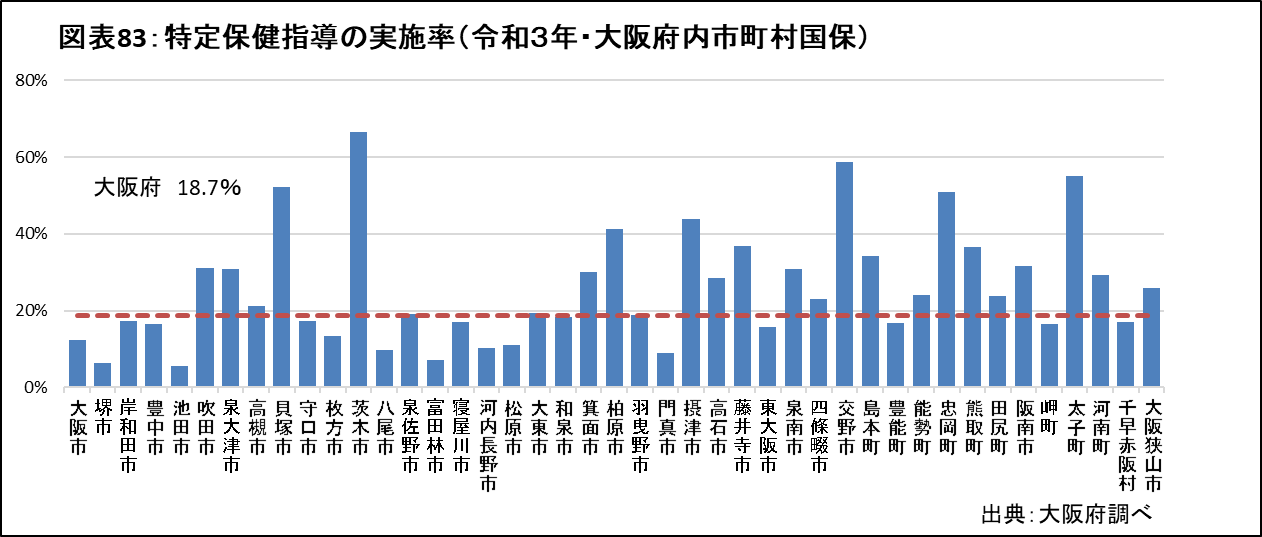 図表83：特定保健指導の実施率（令和３年・大阪府内市町村国保）
80%
60%
40%
20%
0%
大阪府　18.7％
大阪市
堺市
岸和田市
豊中市
池田市
吹田市
泉大津市
高槻市
貝塚市
守口市
枚方市
茨木市
八尾市
泉佐野市
富田林市
寝屋川市
河内長野市
松原市
大東市
和泉市
箕面市
柏原市
羽曳野市
門真市
摂津市
高石市
藤井寺市
東大阪市
泉南市
四條畷市
交野市
島本町
豊能町
能勢町
忠岡町
熊取町
田尻町
阪南市
岬町
太子町
河南町
千早赤阪村
大阪狭山市
出典：大阪府調べ